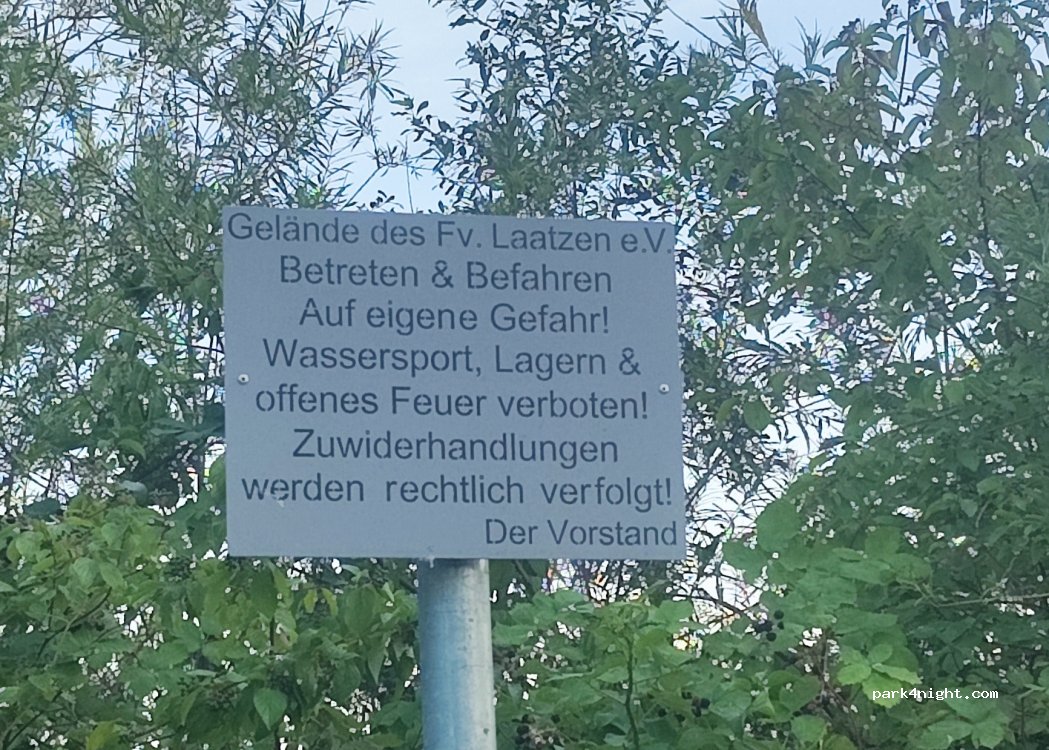 Gelände des Fv. Laatzen e.V.
Betreten & Befahren
Auf eigene Gefahr!
Wassersport, Lagern &
offenes Feuer verboten!
Zuwiderhandlungen
werden rechtlich verfolgt!
Der Vorstand
park4night.com